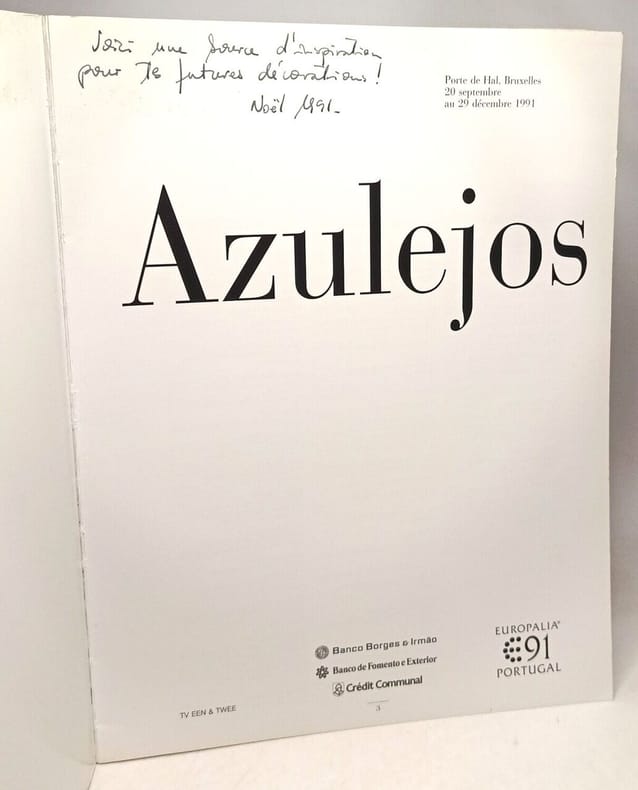 Voici une source d'inspiration
pour tes futures décorations !
Noël 1991.
Porte de Hal, Bruxelles
20 septembre
au 29 décembre 1991
Azulejos
Banco Borges & Irmão
Banco de Fomento e Exterior
Crédit Communal
EUROPALIA®
91
PORTUGAL
TV EEN & TWEE
3